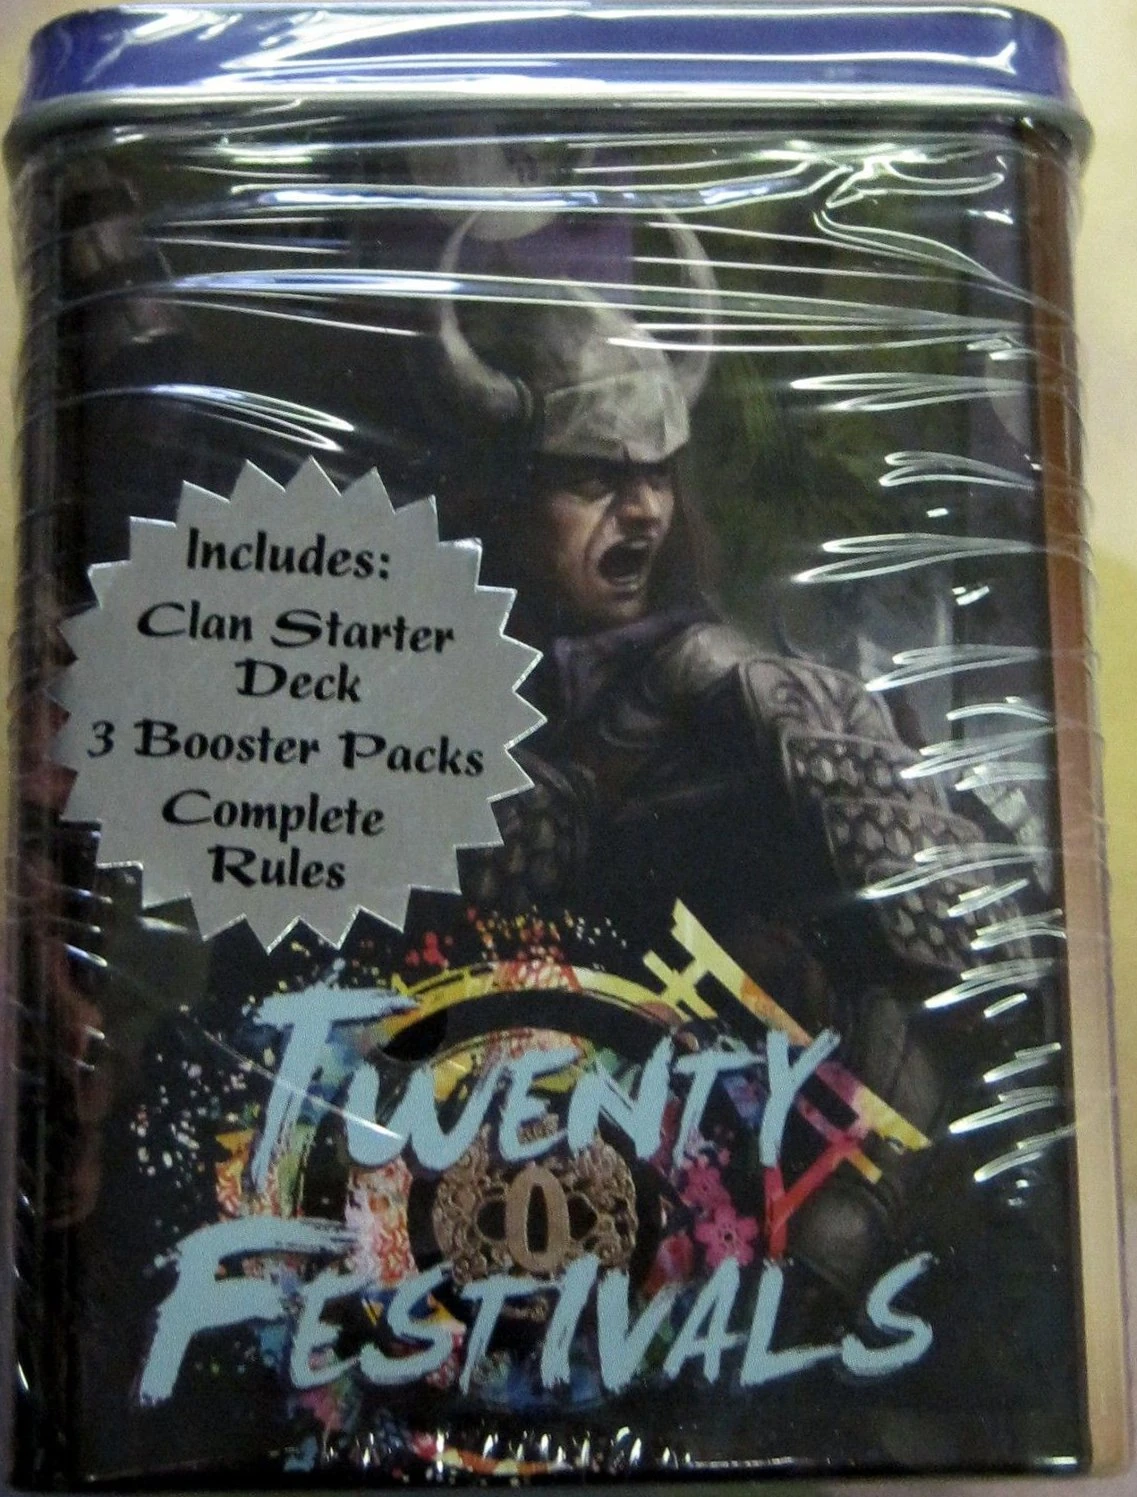 Includes:
Clan Starter
Deck
3 Booster Packs
Complete
Rules
Twenty
Festivals